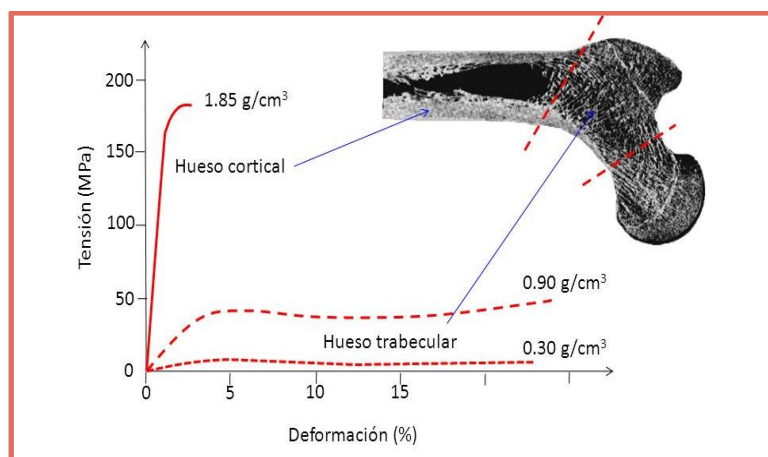 200
150
100
50
0
Tensión (MPa)
1.85 g/cm³
Hueso cortical
0.90 g/cm³
Hueso trabecular
0.30 g/cm³
0
5
10
15
Deformación (%)